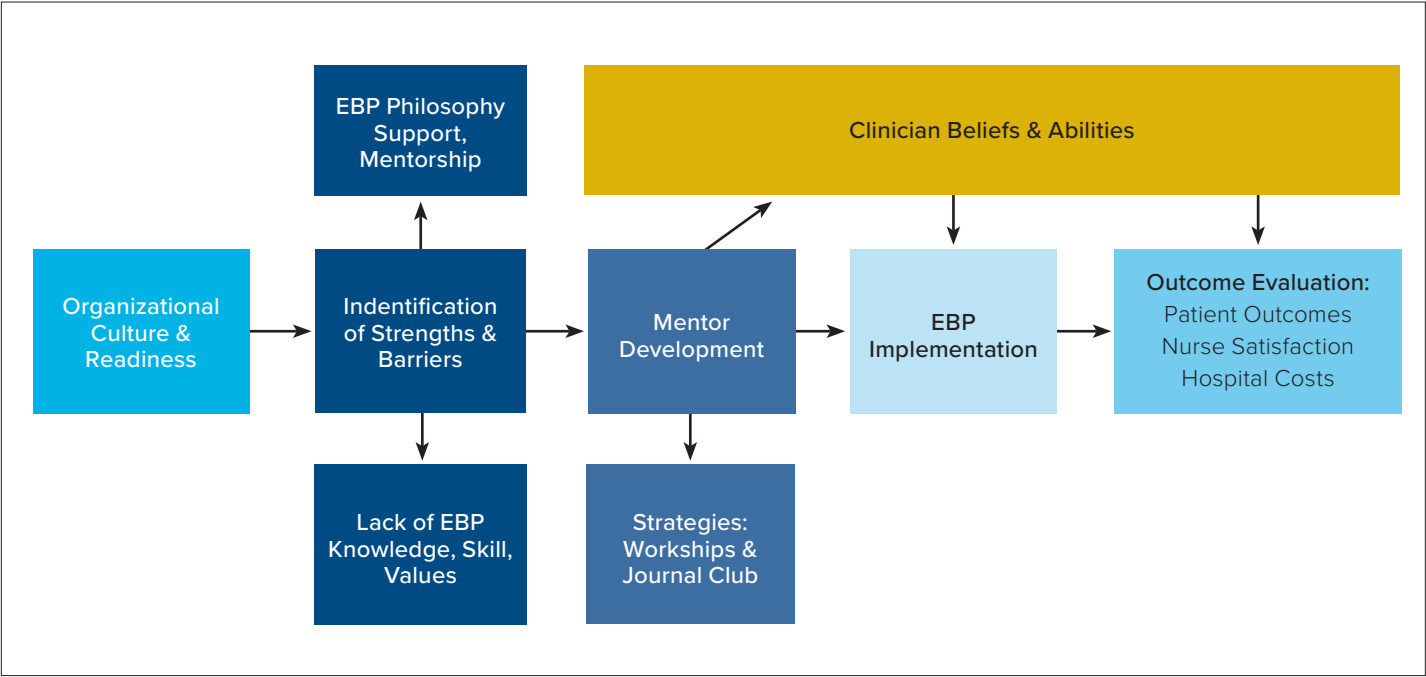 EBP Philosophy
Support,
Mentorship
Clinician Beliefs & Abilities
Organizational
Culture &
Readiness
Indentification
of Strengths &
Barriers
Mentor
Development
EBP
Implementation
Outcome Evaluation:
Patient Outcomes
Nurse Satisfaction
Hospital Costs
Lack of EBP
Knowledge, Skill,
Values
Strategies:
Workships &
Journal Club